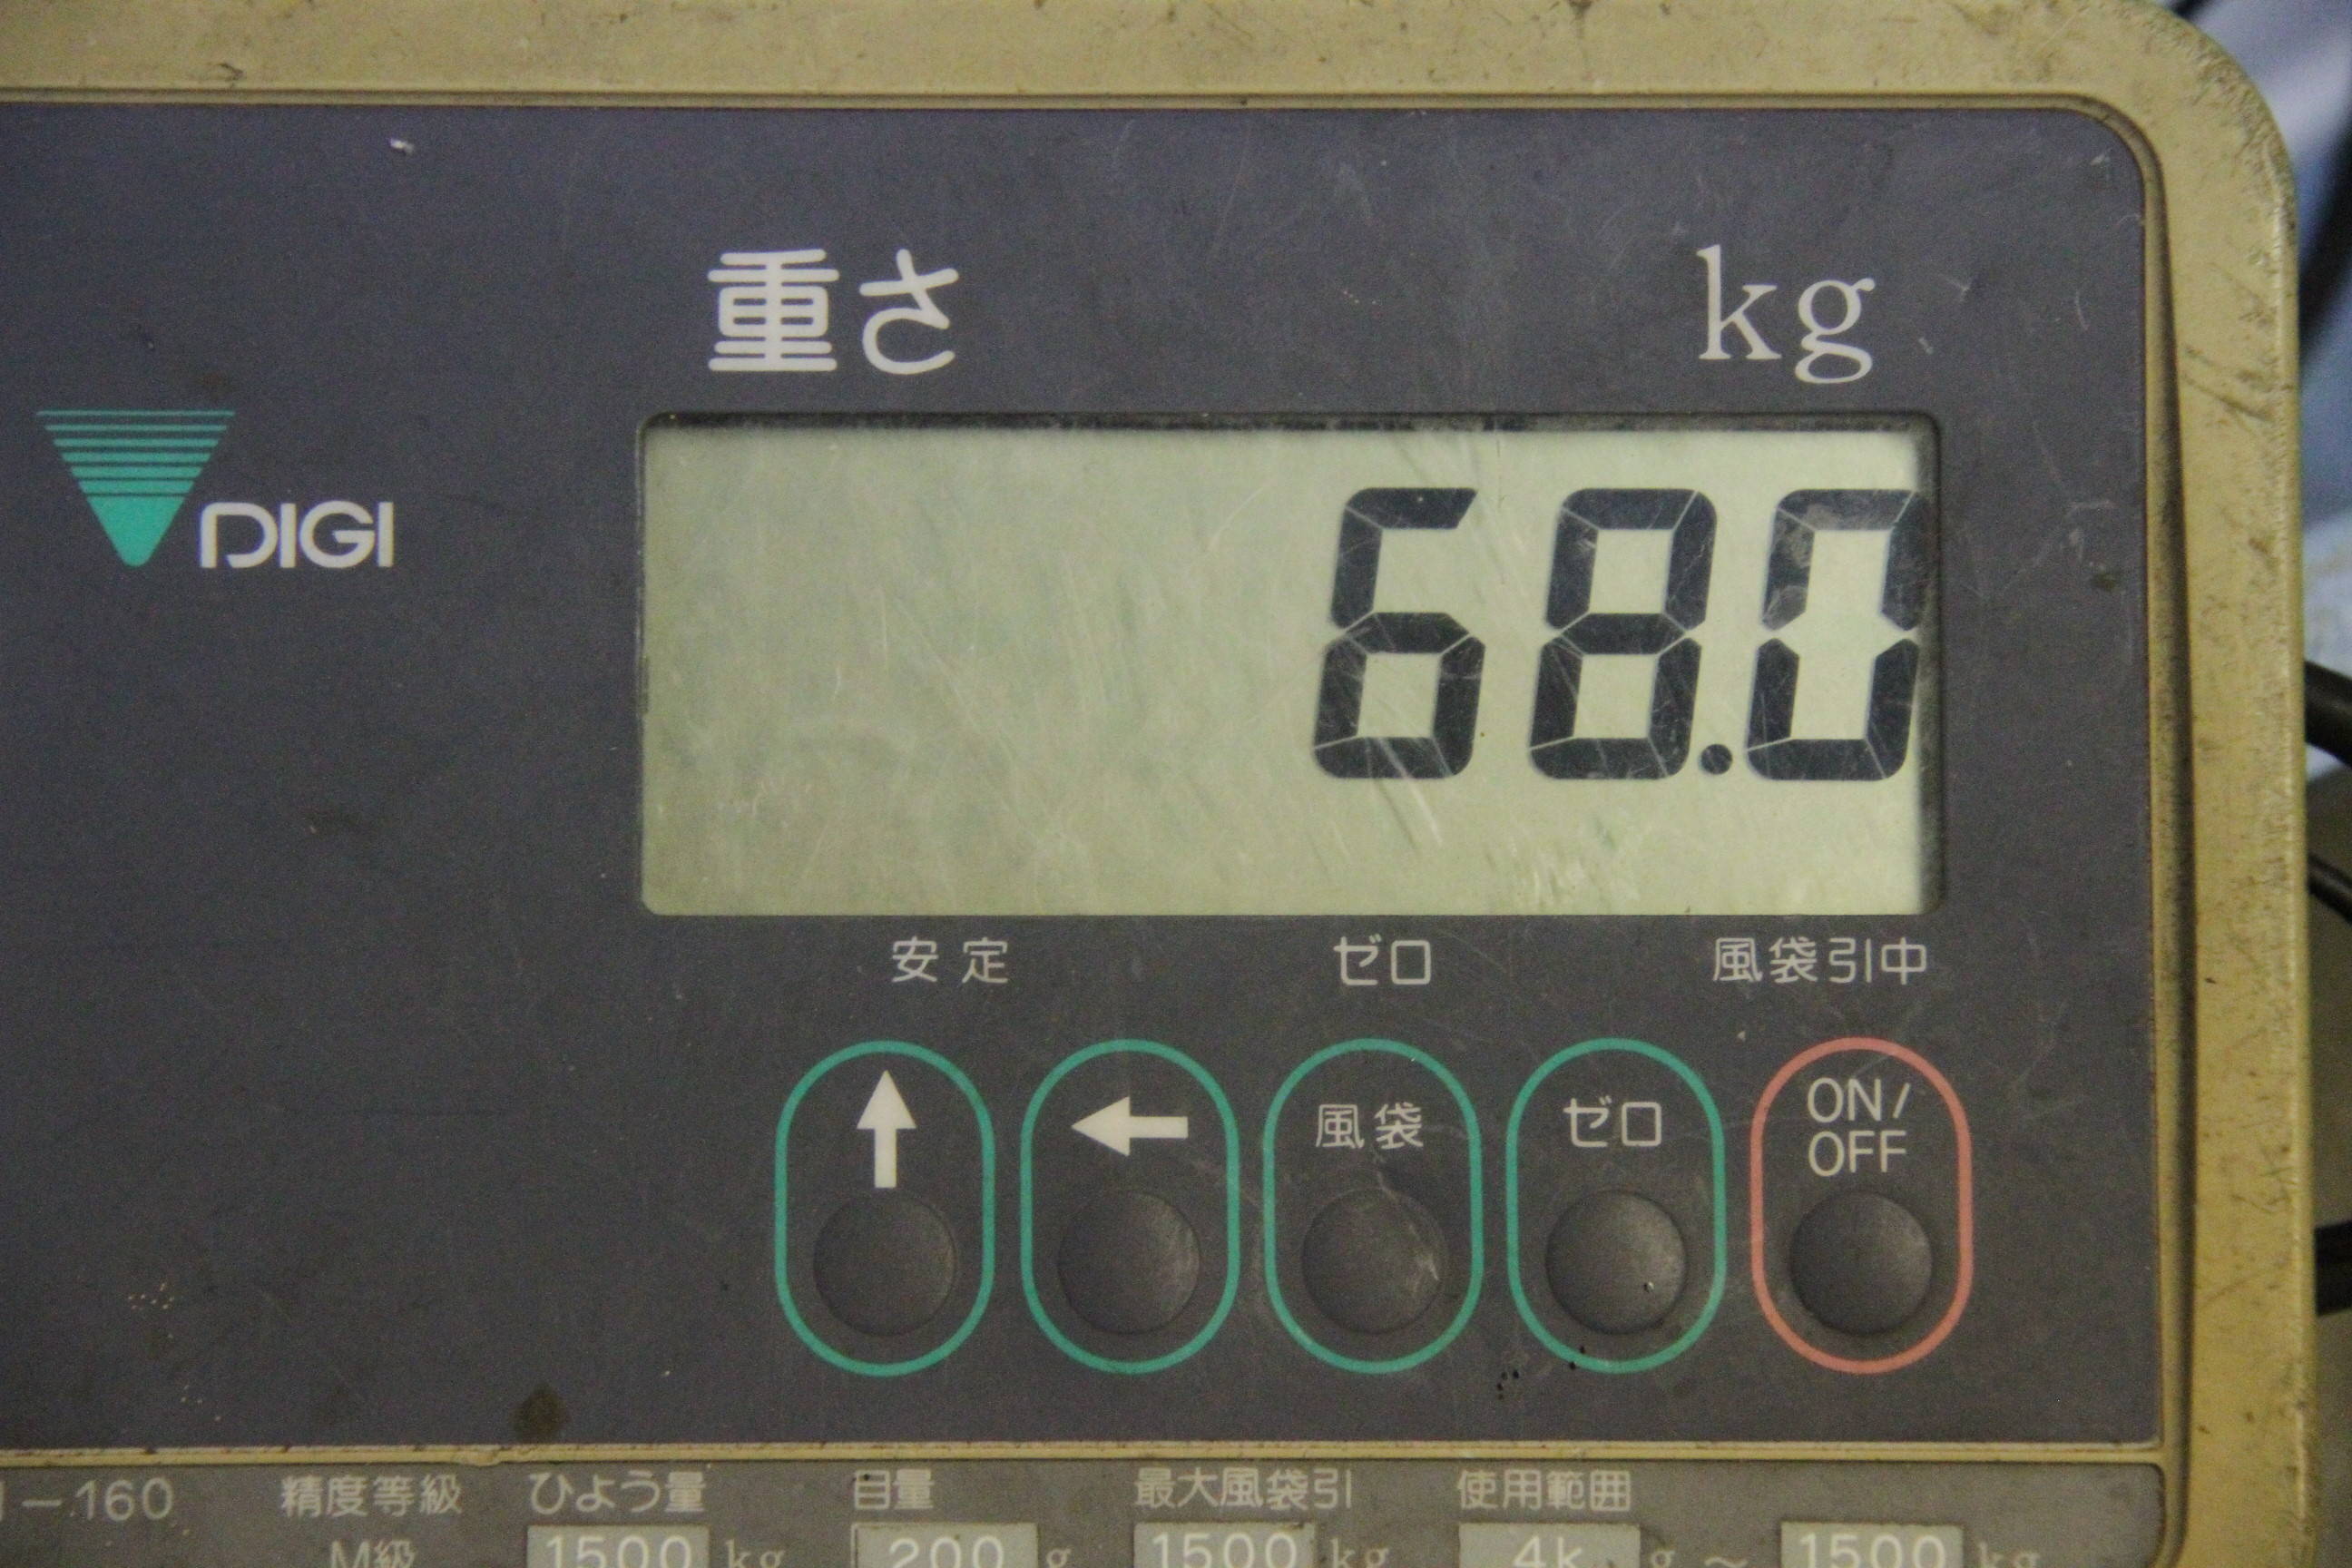 重さ kg
DIGI
68.0
安定 ゼロ 風袋引中
風袋 ゼロ ON/
OFF
-160 精度等級 ひょう量 目量 最大風袋引 使用範囲
M級 1500 kg 200 g 1500 kg 4k g ~ 1500 kg